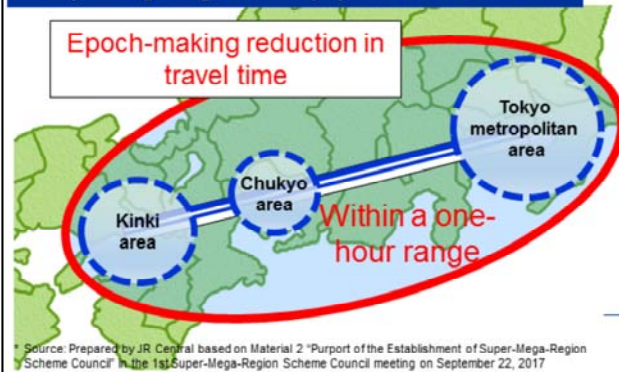 Epoch-making reduction in
travel time
Tokyo
metropolitan
area
Chukyo
area
Kinki
area
Within a one-
hour range
* Source: Prepared by JR Central based on Material 2 "Purport of the Establishment of Super-Mega-Region
Scheme Council" in the 1st Super-Mega-Region Scheme Council meeting on September 22, 2017